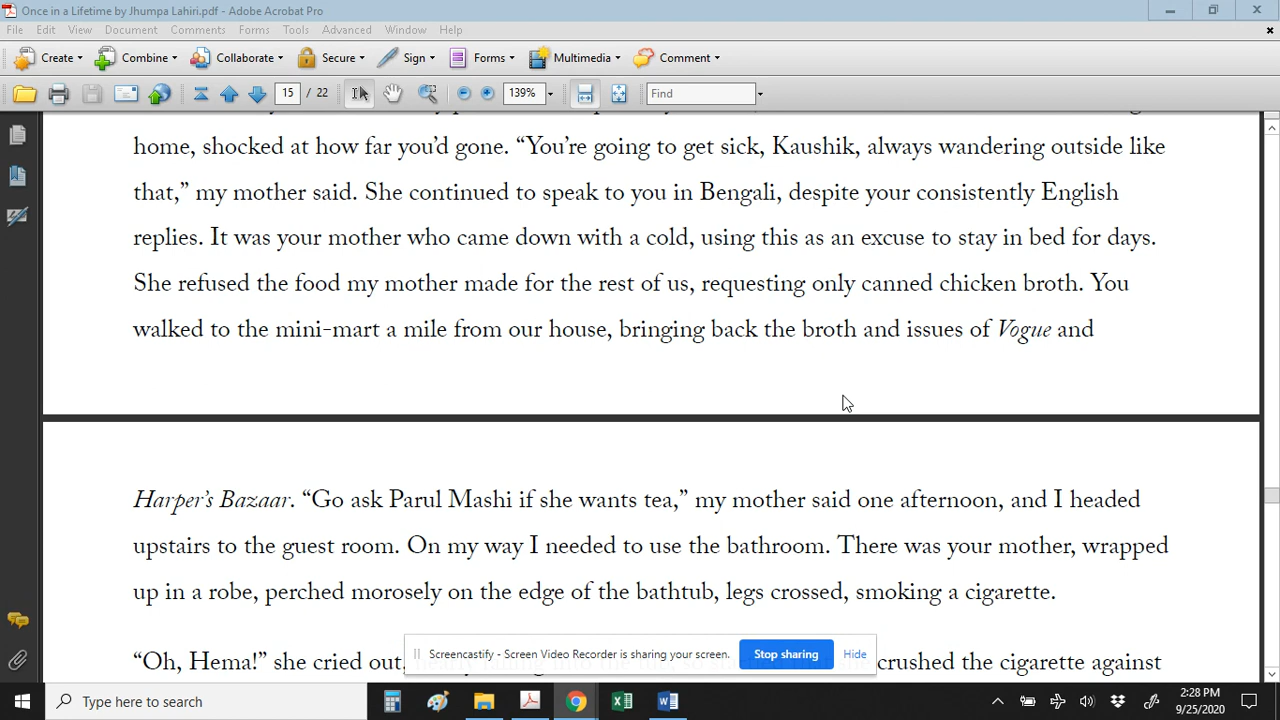 Once in a Lifetime by Jhumpa Lahiri.pdf - Adobe Acrobat Pro
File Edit View Document Comments Forms Tools Advanced Window Help
Create Combine Collaborate Secure Sign Forms Multimedia Comment
15 / 22 139% Find
home, shocked at how far you’d gone. “You’re going to get sick, Kaushik, always wandering outside like
that,” my mother said. She continued to speak to you in Bengali, despite your consistently English
replies. It was your mother who came down with a cold, using this as an excuse to stay in bed for days.
She refused the food my mother made for the rest of us, requesting only canned chicken broth. You
walked to the mini-mart a mile from our house, bringing back the broth and issues of Vogue and
Harper’s Bazaar. “Go ask Parul Mashi if she wants tea,” my mother said one afternoon, and I headed
upstairs to the guest room. On my way I needed to use the bathroom. There was your mother, wrapped
up in a robe, perched morosely on the edge of the bathtub, legs crossed, smoking a cigarette.
“Oh, Hema!” she cried out, crushed the cigarette against
Screencastify - Screen Video Recorder is sharing your screen. Stop sharing Hide
Type here to search
2:28 PM
9/25/2020